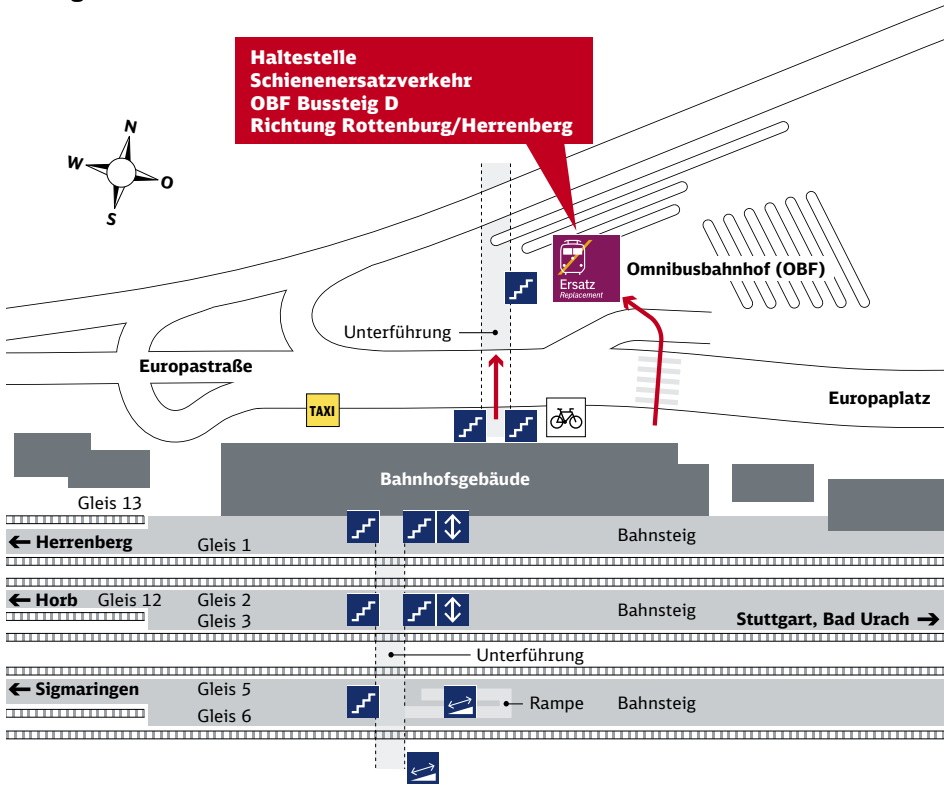 Haltestelle
Schienenersatzverkehr
OBF Bussteig D
Richtung Rottenburg/Herrenberg
N
W
O
S
Ersatz
Replacement
Omnibusbahnhof (OBF)
Unterführung
Europastraße
Europaplatz
TAXI
Bahnhofsgebäude
Gleis 13
← Herrenberg
Gleis 1
Bahnsteig
← Horb
Gleis 12
Gleis 2
Gleis 3
Bahnsteig
Stuttgart, Bad Urach →
Unterführung
← Sigmaringen
Gleis 5
Gleis 6
Rampe
Bahnsteig